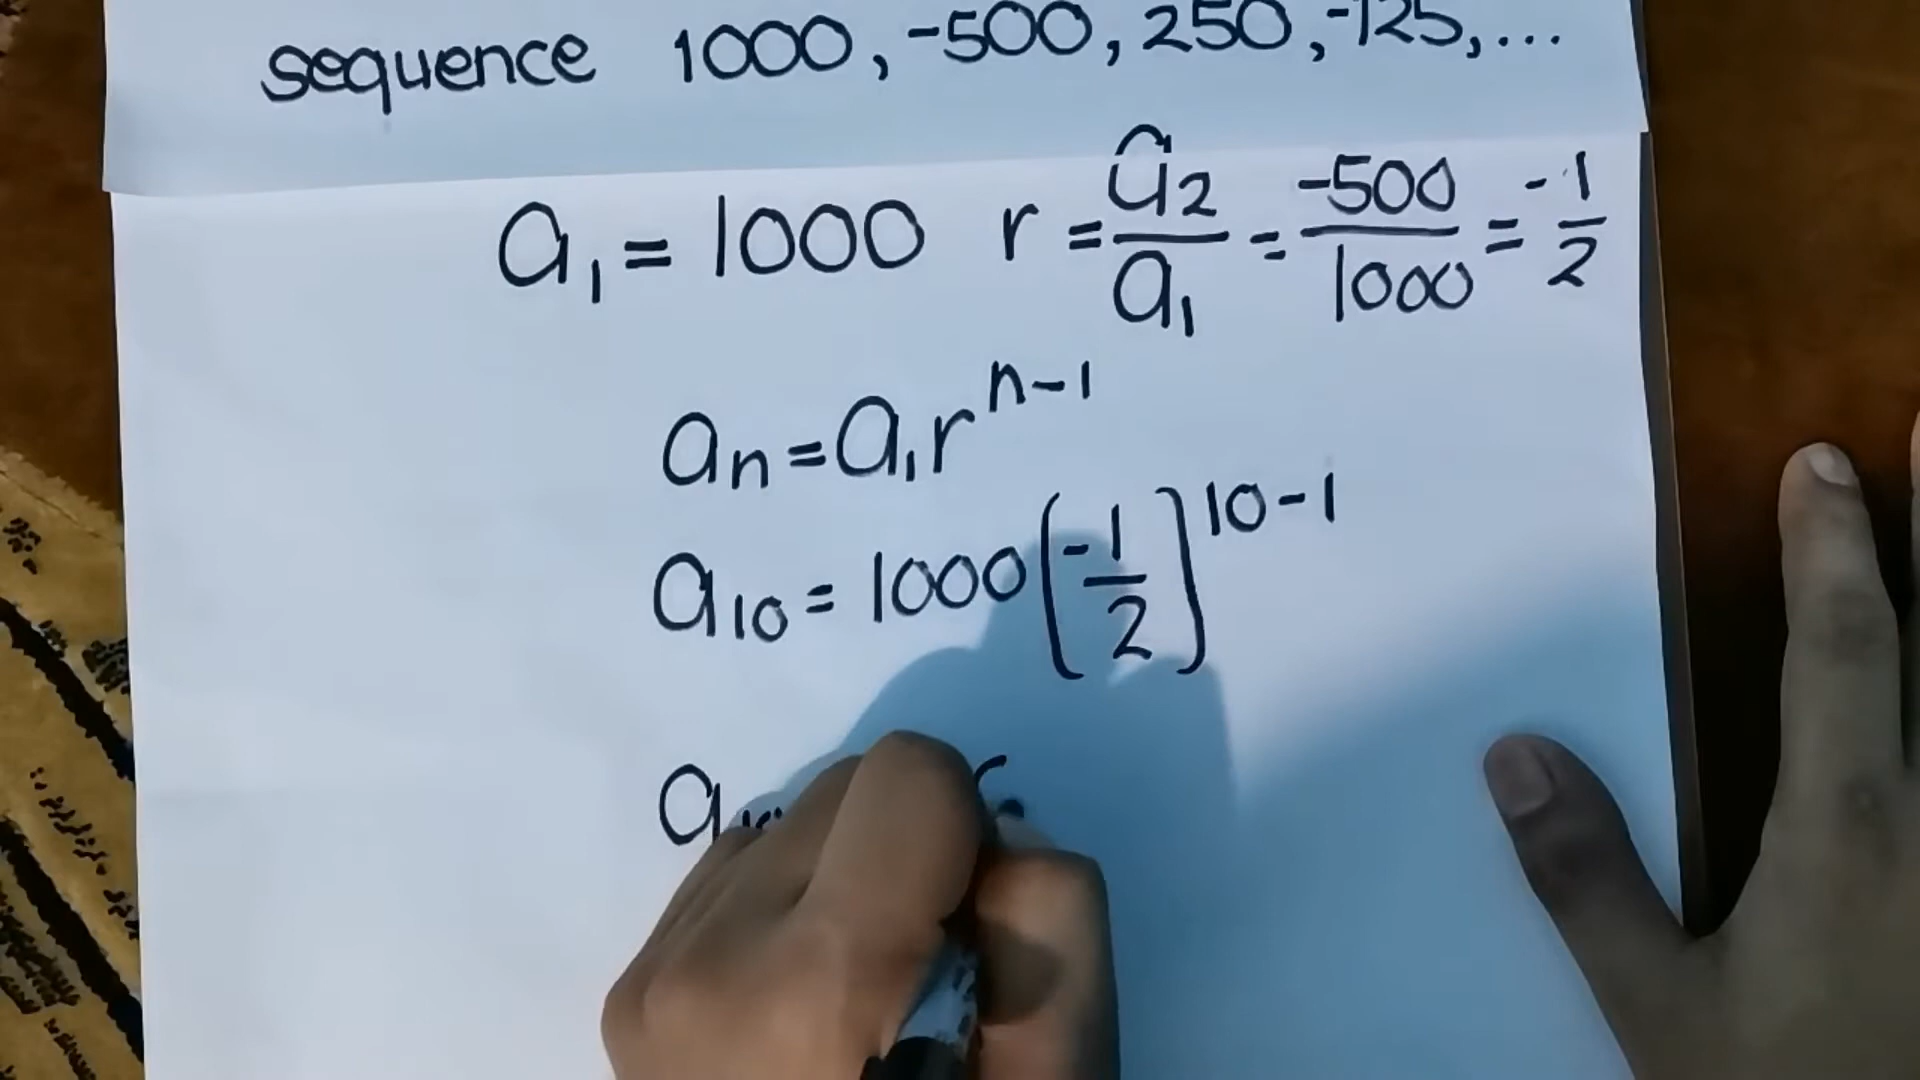 sequence 1000, -500, 250, -125, ...
a₁ = 1000 r = a₂/a₁ = -500/1000 = -1/2
aₙ = a₁rⁿ⁻¹
a₁₀ = 1000(-1/2)¹⁰⁻¹
a